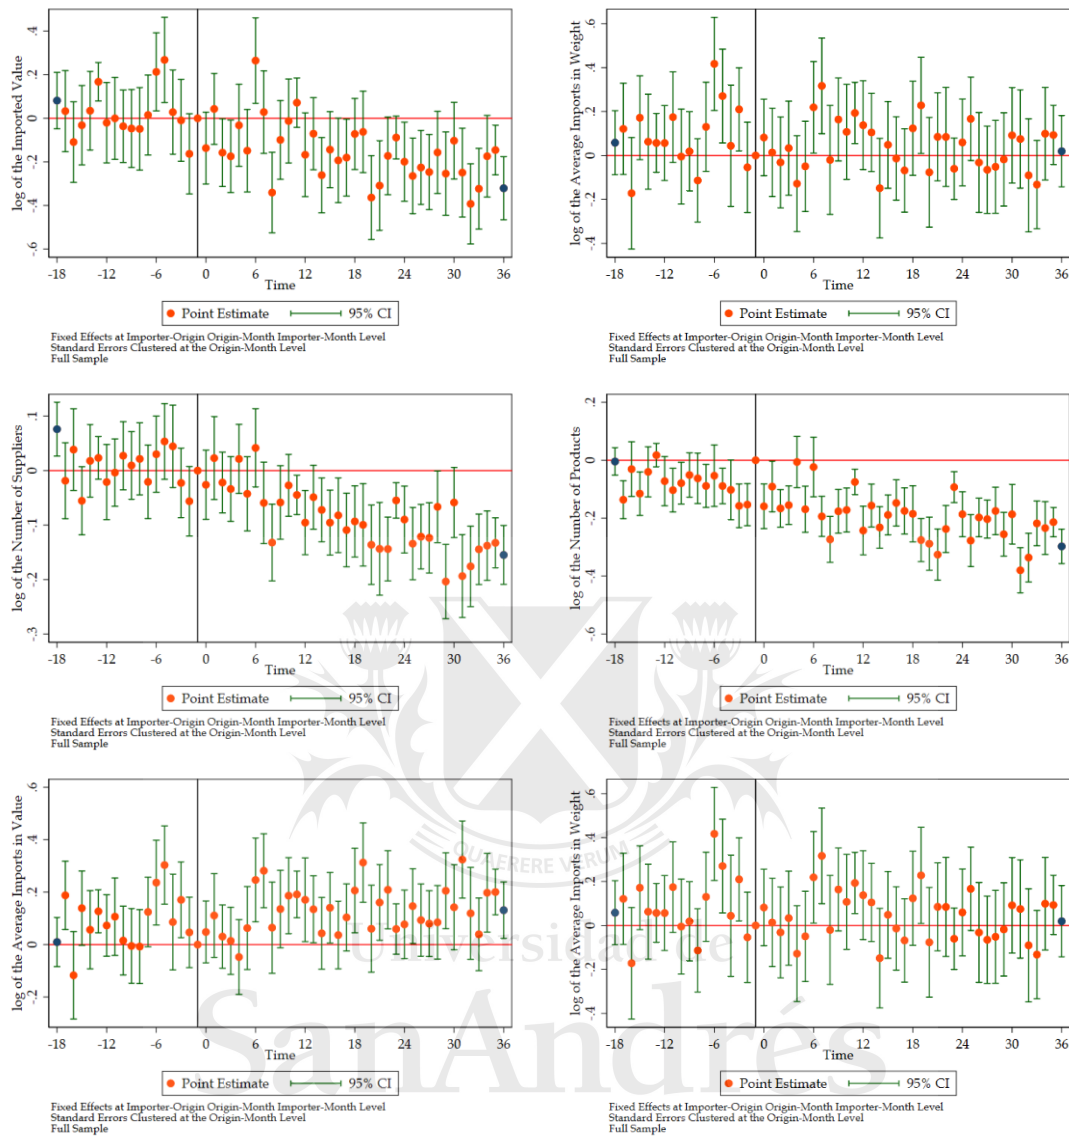 log of the Imported Value
.4
.2
0
-.2
-.4
-.6
-18 -12 -6 0 6 12 18 24 30 36
Time
Point Estimate 95% CI
Fixed Effects at Importer-Origin Origin-Month Importer-Month Level
Standard Errors Clustered at the Origin-Month Level
Full Sample
log of the Average Imports in Weight
.6
.4
.2
0
-.2
-.4
-18 -12 -6 0 6 12 18 24 30 36
Time
Point Estimate 95% CI
Fixed Effects at Importer-Origin Origin-Month Importer-Month Level
Standard Errors Clustered at the Origin-Month Level
Full Sample
log of the Number of Suppliers
.1
0
-.1
-.2
-.3
-18 -12 -6 0 6 12 18 24 30 36
Time
Point Estimate 95% CI
Fixed Effects at Importer-Origin Origin-Month Importer-Month Level
Standard Errors Clustered at the Origin-Month Level
Full Sample
log of the Number of Products
.2
0
-.2
-.4
-.6
-18 -12 -6 0 6 12 18 24 30 36
Time
Point Estimate 95% CI
Fixed Effects at Importer-Origin Origin-Month Importer-Month Level
Standard Errors Clustered at the Origin-Month Level
Full Sample
log of the Average Imports in Value
.6
.4
.2
0
-.2
-18 -12 -6 0 6 12 18 24 30 36
Time
Point Estimate 95% CI
Fixed Effects at Importer-Origin Origin-Month Importer-Month Level
Standard Errors Clustered at the Origin-Month Level
Full Sample
log of the Average Imports in Weight
.6
.4
.2
0
-.2
-.4
-18 -12 -6 0 6 12 18 24 30 36
Time
Point Estimate 95% CI
Fixed Effects at Importer-Origin Origin-Month Importer-Month Level
Standard Errors Clustered at the Origin-Month Level
Full Sample
QUAERERE VERUM
Universidad de
SanAndrés